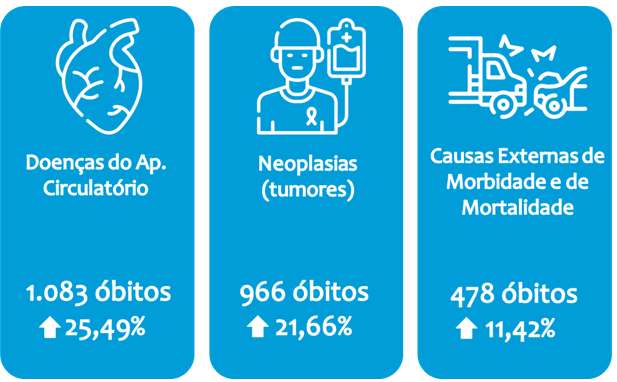 Doenças do Ap.
Circulatório
1.083 óbitos
25,49%
Neoplasias
(tumores)
966 óbitos
21,66%
Causas Externas de
Morbidade e de
Mortalidade
478 óbitos
11,42%